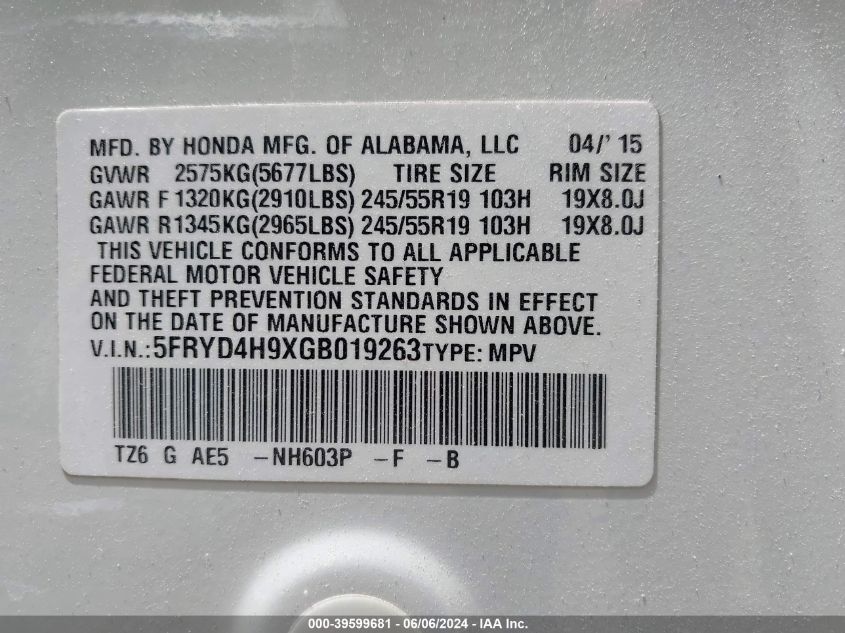 MFD. BY HONDA MFG. OF ALABAMA, LLC 04/' 15
GVWR 2575KG(5677LBS) TIRE SIZE RIM SIZE
GAWR F 1320KG(2910LBS) 245/55R19 103H 19X8.0J
GAWR R1345KG(2965LBS) 245/55R19 103H 19X8.0J
THIS VEHICLE CONFORMS TO ALL APPLICABLE
FEDERAL MOTOR VEHICLE SAFETY
AND THEFT PREVENTION STANDARDS IN EFFECT
ON THE DATE OF MANUFACTURE SHOWN ABOVE.
V.I.N.:5FRYD4H9XGB019263TYPE: MPV
TZ6 G AE5 -NH603P -F -B
000-39599681 - 06/06/2024 - IAA Inc.